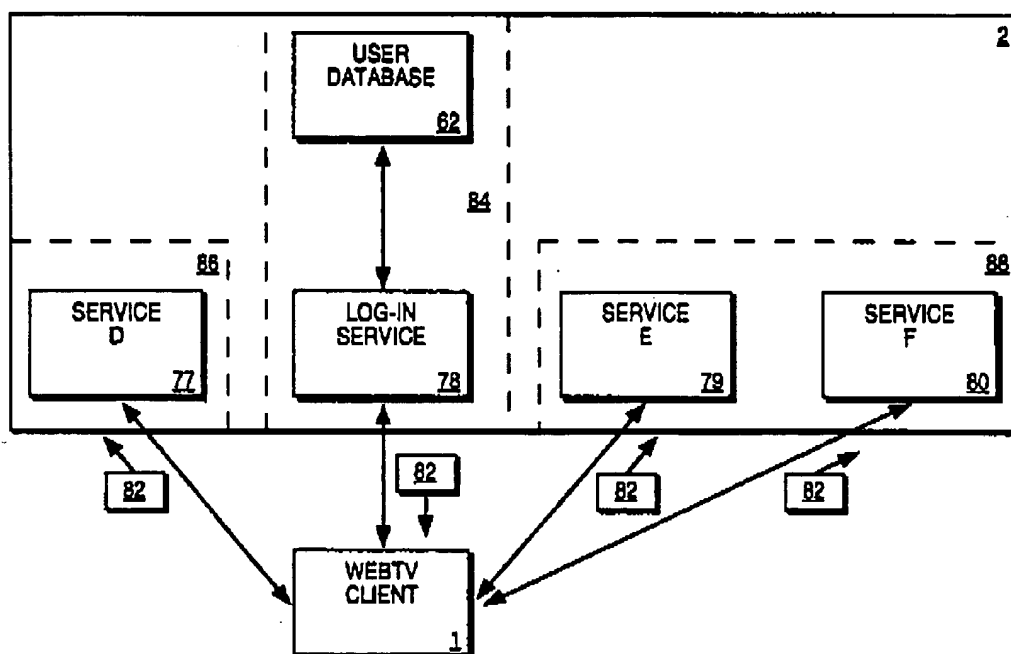 2
USER
DATABASE
62
84
86
88
SERVICE
D
77
LOG-IN
SERVICE
78
SERVICE
E
79
SERVICE
F
80
82
82
82
82
WEBTV
CLIENT
1